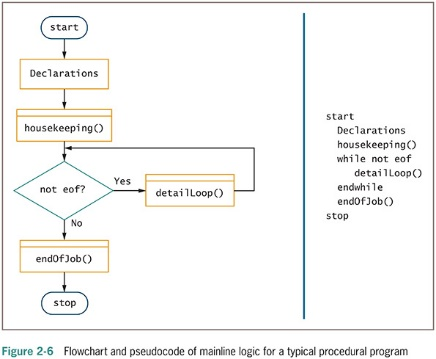 start
Declarations
housekeeping()
not eof?
Yes
detailLoop()
No
endOfJob()
stop
start
Declarations
housekeeping()
while not eof
detailLoop()
endwhile
endOfJob()
stop
Figure 2-6 Flowchart and pseudocode of mainline logic for a typical procedural program